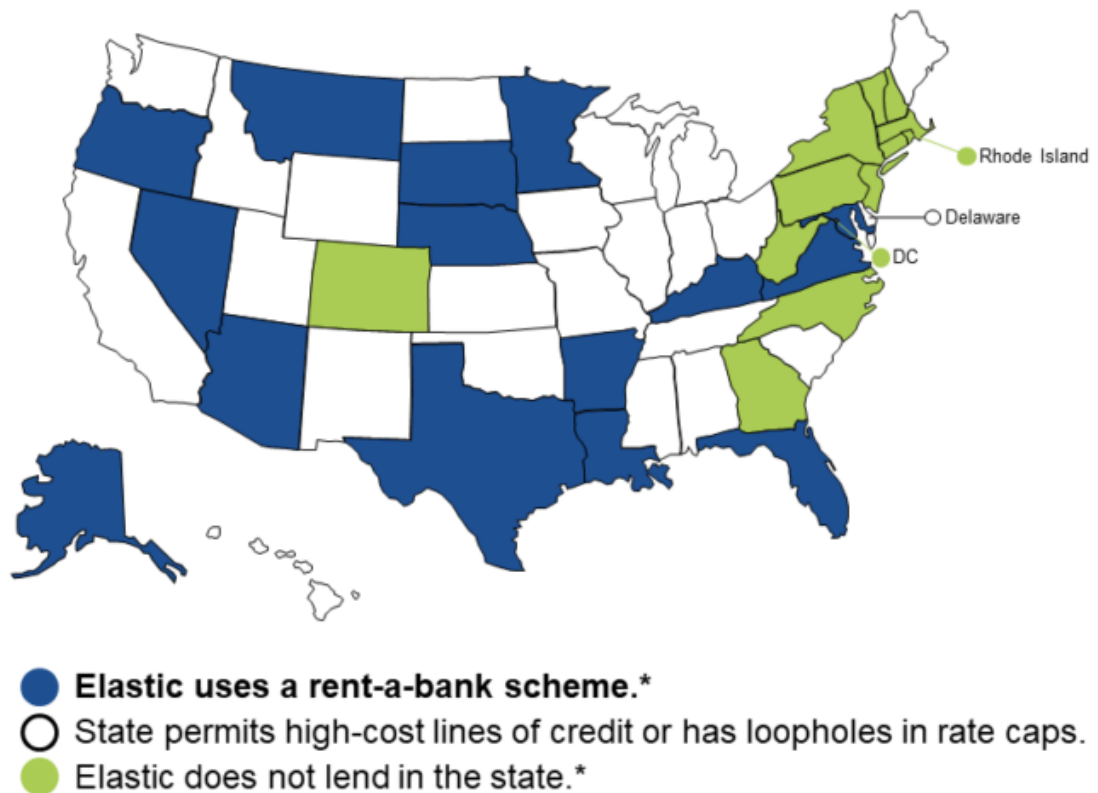 Rhode Island
Delaware
DC
Elastic uses a rent-a-bank scheme.*
State permits high-cost lines of credit or has loopholes in rate caps.
Elastic does not lend in the state.*